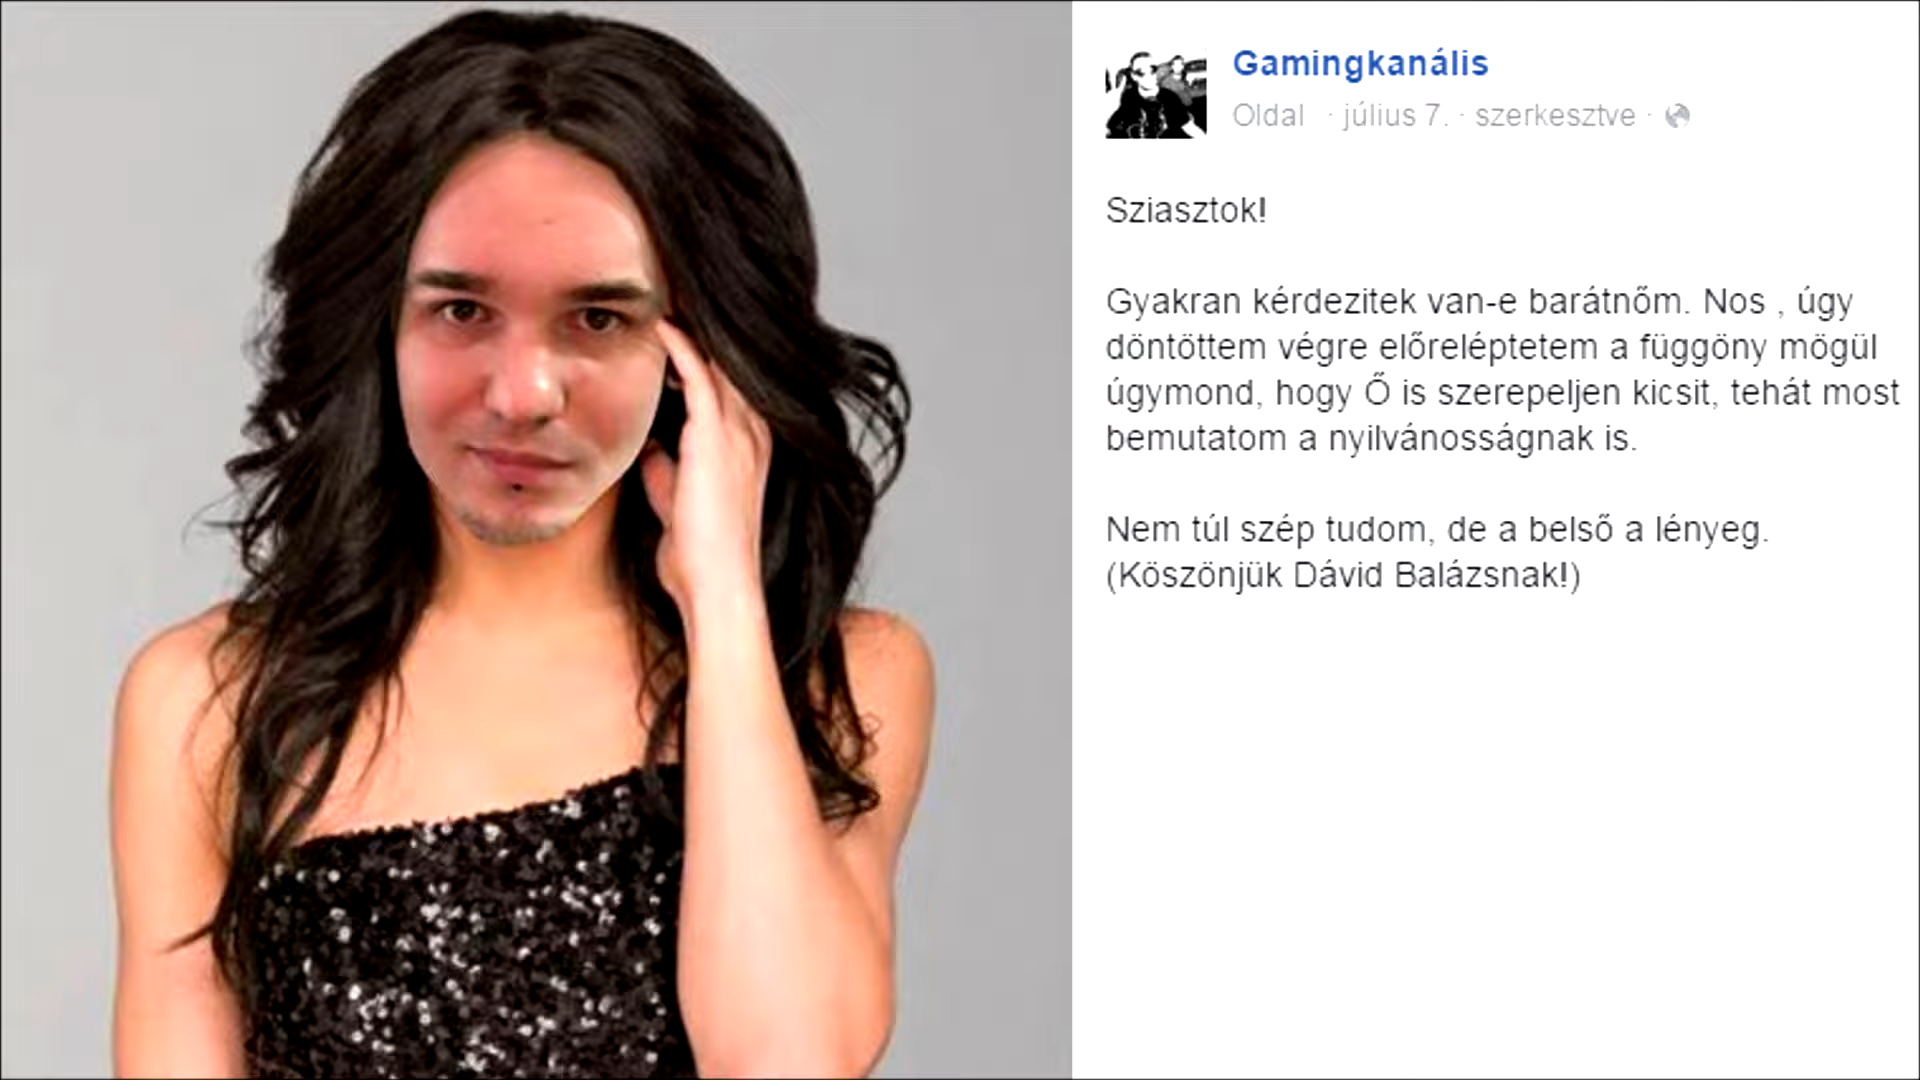 Gamingkanális
Oldal · július 7. · szerkesztve ·
Sziasztok!
Gyakran kérdezitek van-e barátnőm. Nos , úgy
döntöttem végre előreléptetem a függöny mögül
úgymond, hogy Ő is szerepeljen kicsit, tehát most
bemutatom a nyilvánosságnak is.
Nem túl szép tudom, de a belső a lényeg.
(Köszönjük Dávid Balázsnak!)